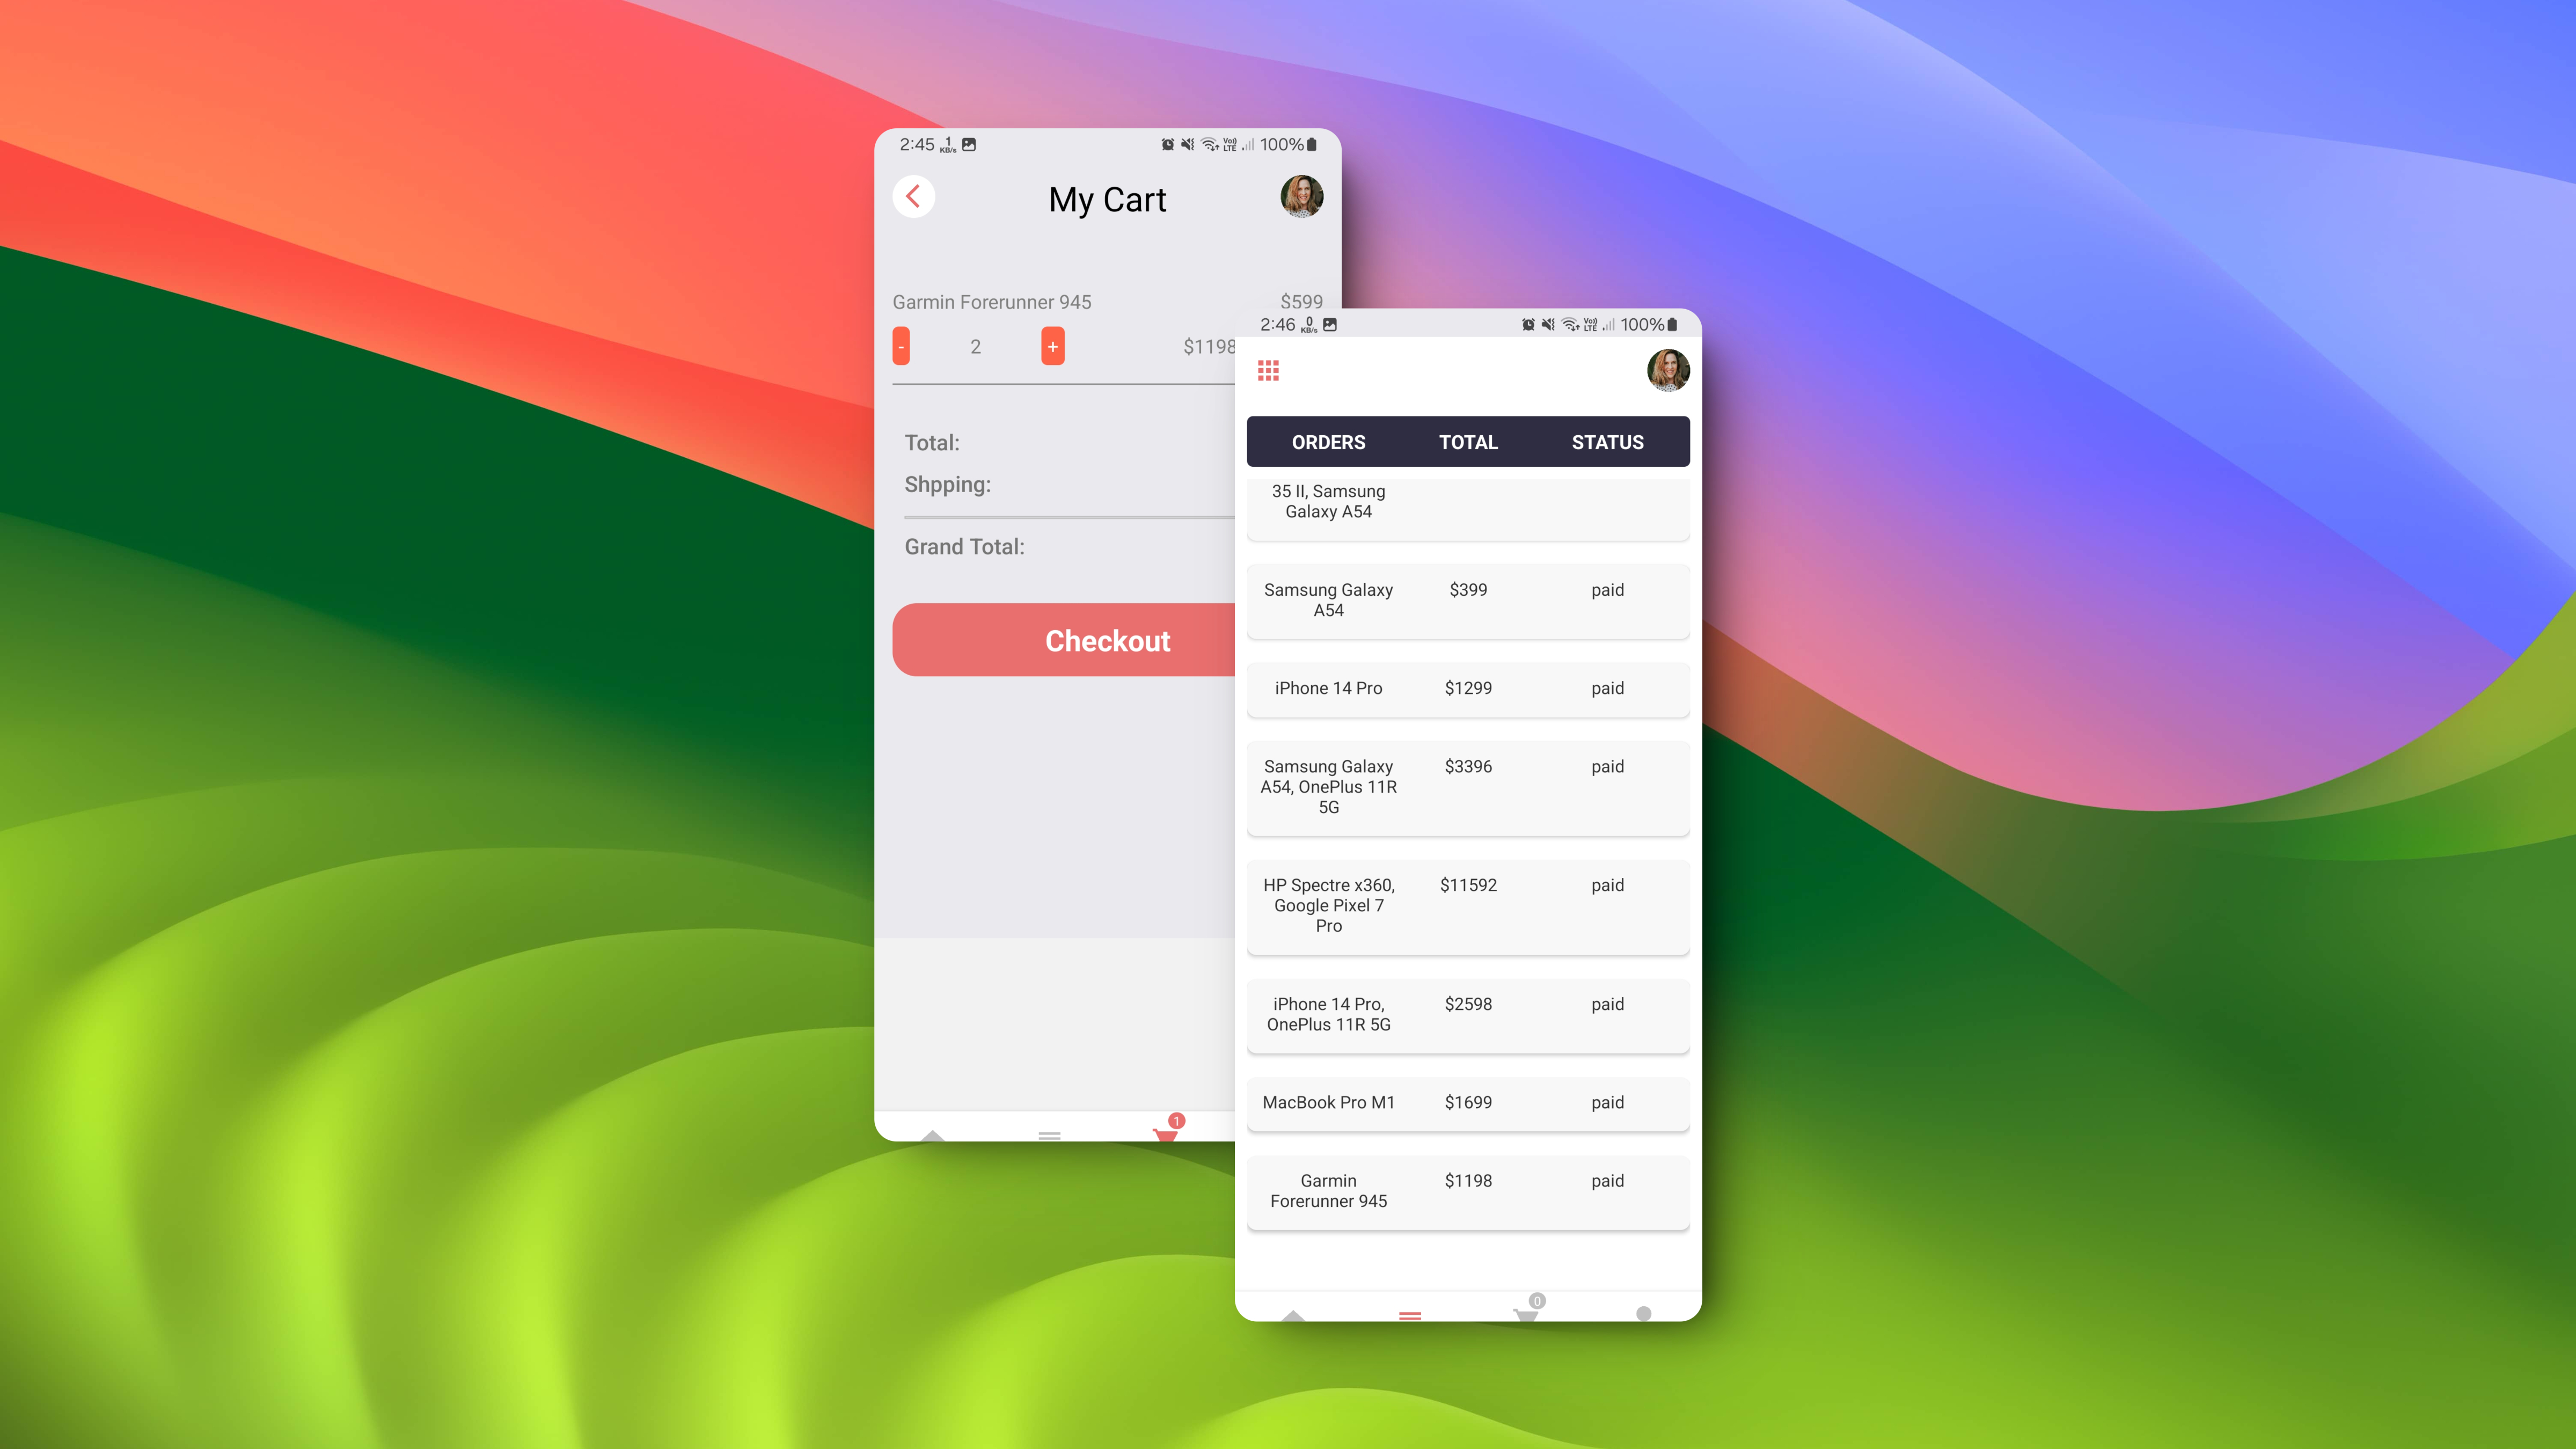 2:45 1 KB/s Vo)) LTE 100%
My Cart
Garmin Forerunner 945 $599
- 2 + $1198
Total:
Shpping:
Grand Total:
Checkout
1
2:46 0 KB/s Vo)) LTE 100%
ORDERS TOTAL STATUS
35 II, Samsung
Galaxy A54
Samsung Galaxy $399 paid
A54
iPhone 14 Pro $1299 paid
Samsung Galaxy $3396 paid
A54, OnePlus 11R
5G
HP Spectre x360, $11592 paid
Google Pixel 7
Pro
iPhone 14 Pro, $2598 paid
OnePlus 11R 5G
MacBook Pro M1 $1699 paid
Garmin $1198 paid
Forerunner 945
0